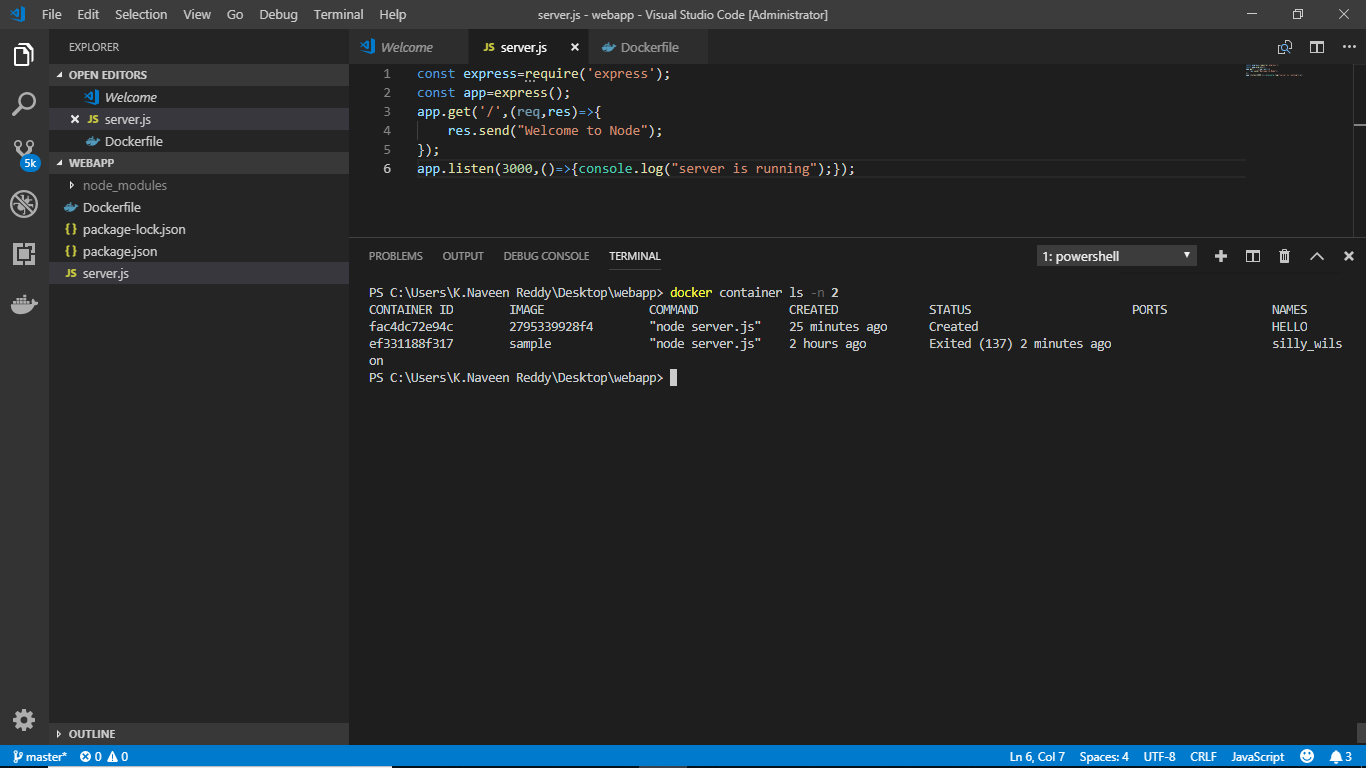 File Edit Selection View Go Debug Terminal Help
server.js - webapp - Visual Studio Code [Administrator]
EXPLORER
OPEN EDITORS
Welcome
server.js
Dockerfile
5k
WEBAPP
node_modules
Dockerfile
package-lock.json
package.json
server.js
OUTLINE
Welcome
JS server.js
Dockerfile
1 const express=require('express');
2 const app=express();
3 app.get('/',(req,res)=>{
4 res.send("Welcome to Node");
5 });
6 app.listen(3000,()=>{console.log("server is running");});
PROBLEMS OUTPUT DEBUG CONSOLE TERMINAL
1: powershell
PS C:\Users\K.Naveen Reddy\Desktop\webapp> docker container ls -n 2
CONTAINER ID IMAGE COMMAND CREATED STATUS PORTS NAMES
fac4dc72e94c 2795339928f4 "node server.js" 25 minutes ago Created HELLO
ef331188f317 sample "node server.js" 2 hours ago Exited (137) 2 minutes ago silly_wils
on
PS C:\Users\K.Naveen Reddy\Desktop\webapp>
master* 0 0
Ln 6, Col 7 Spaces: 4 UTF-8 CRLF JavaScript 3